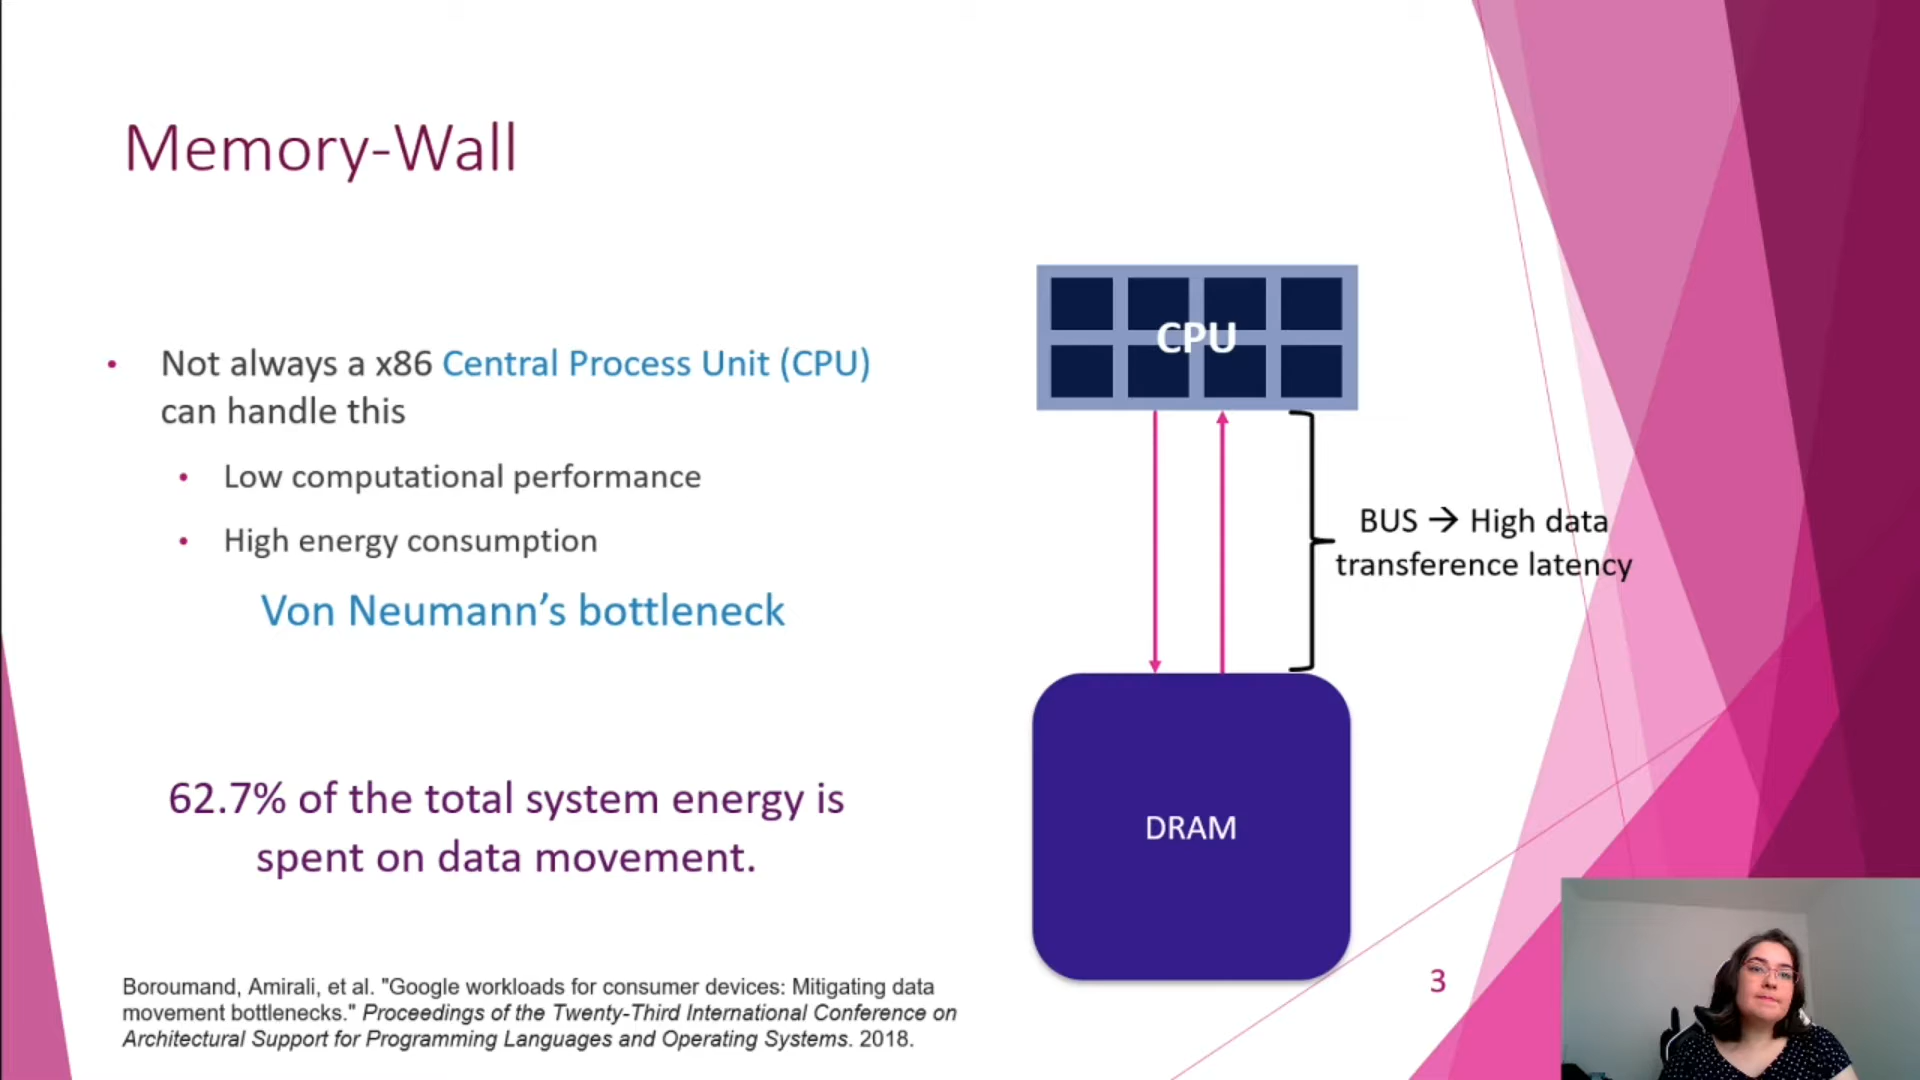 Memory-Wall
• Not always a x86 Central Process Unit (CPU)
can handle this
• Low computational performance
• High energy consumption
Von Neumann’s bottleneck
62.7% of the total system energy is
spent on data movement.
Boroumand, Amirali, et al. "Google workloads for consumer devices: Mitigating data
movement bottlenecks." Proceedings of the Twenty-Third International Conference on
Architectural Support for Programming Languages and Operating Systems. 2018.
CPU
BUS → High data
transference latency
DRAM
3